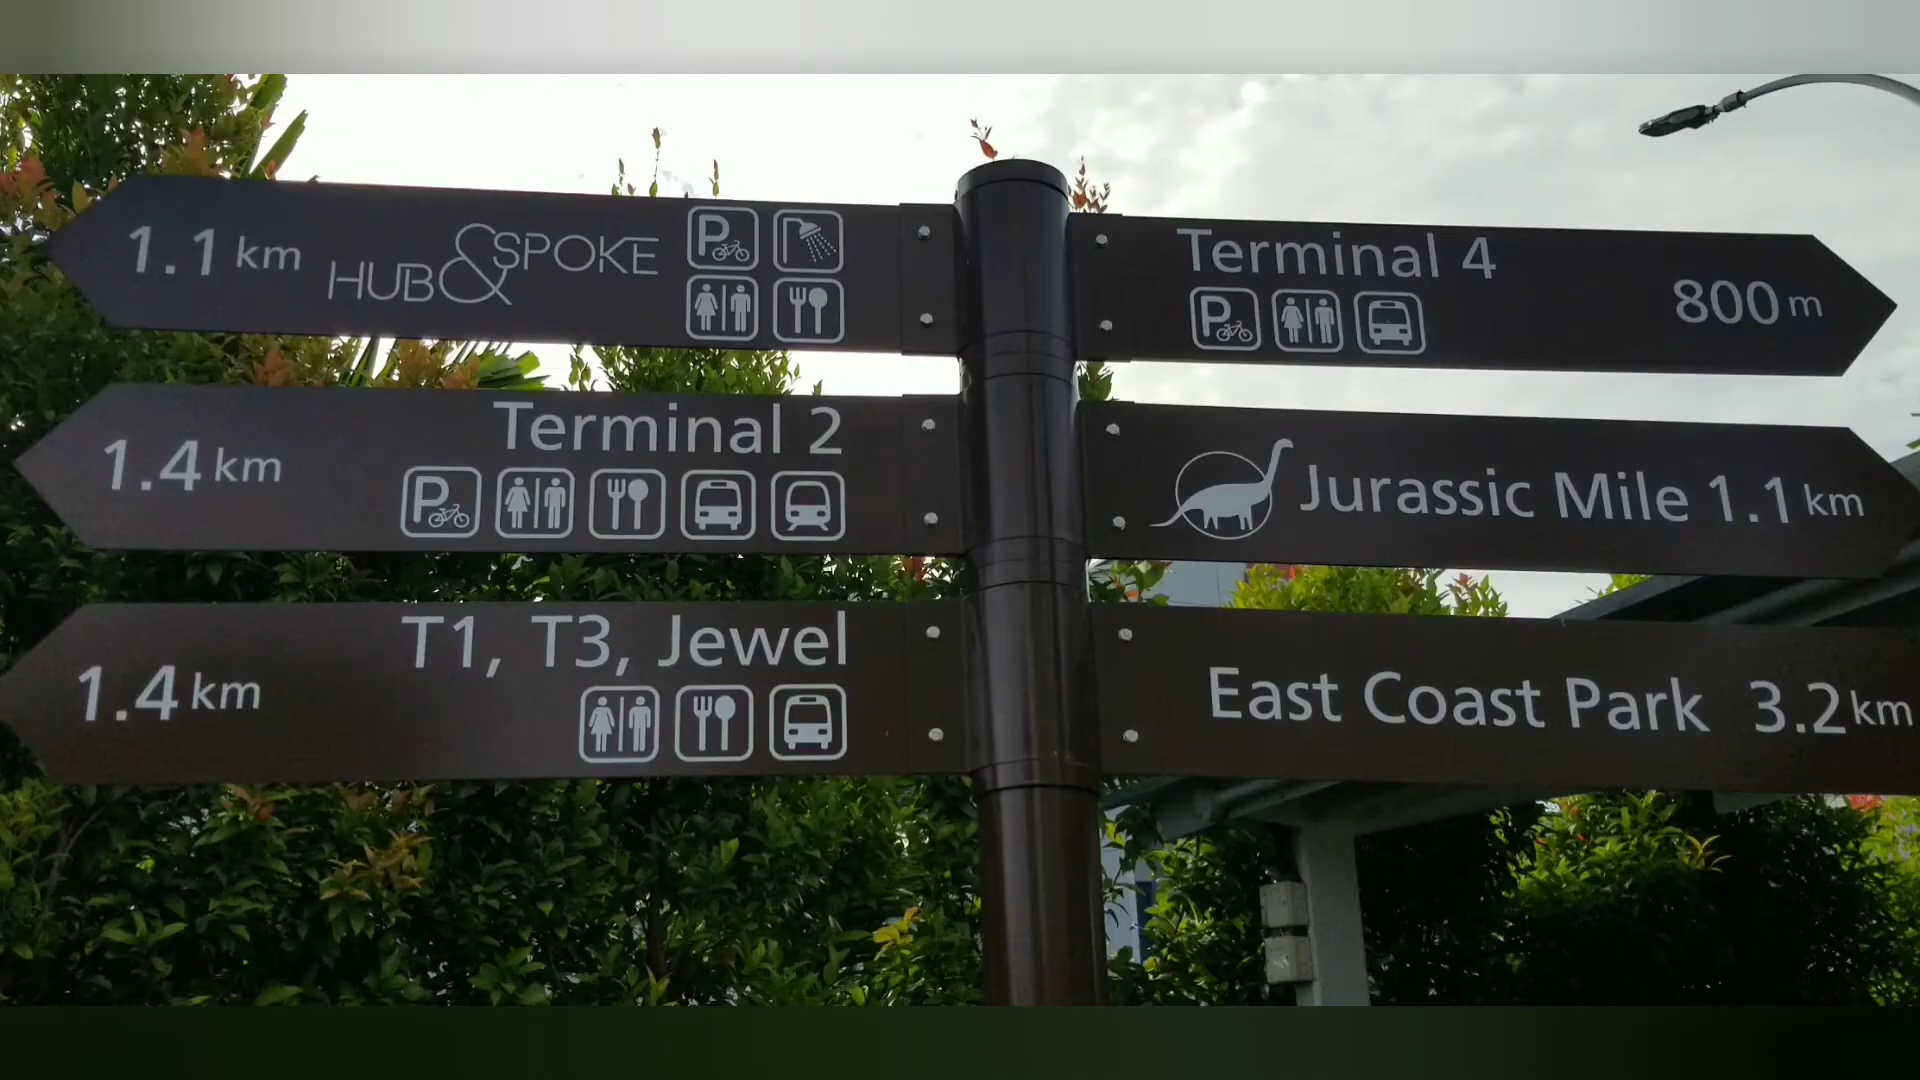 1.1 km HUB & SPOKE P
Terminal 2
1.4 km P
T1, T3, Jewel
1.4 km
Terminal 4
P 800 m
Jurassic Mile 1.1 km
East Coast Park 3.2 km